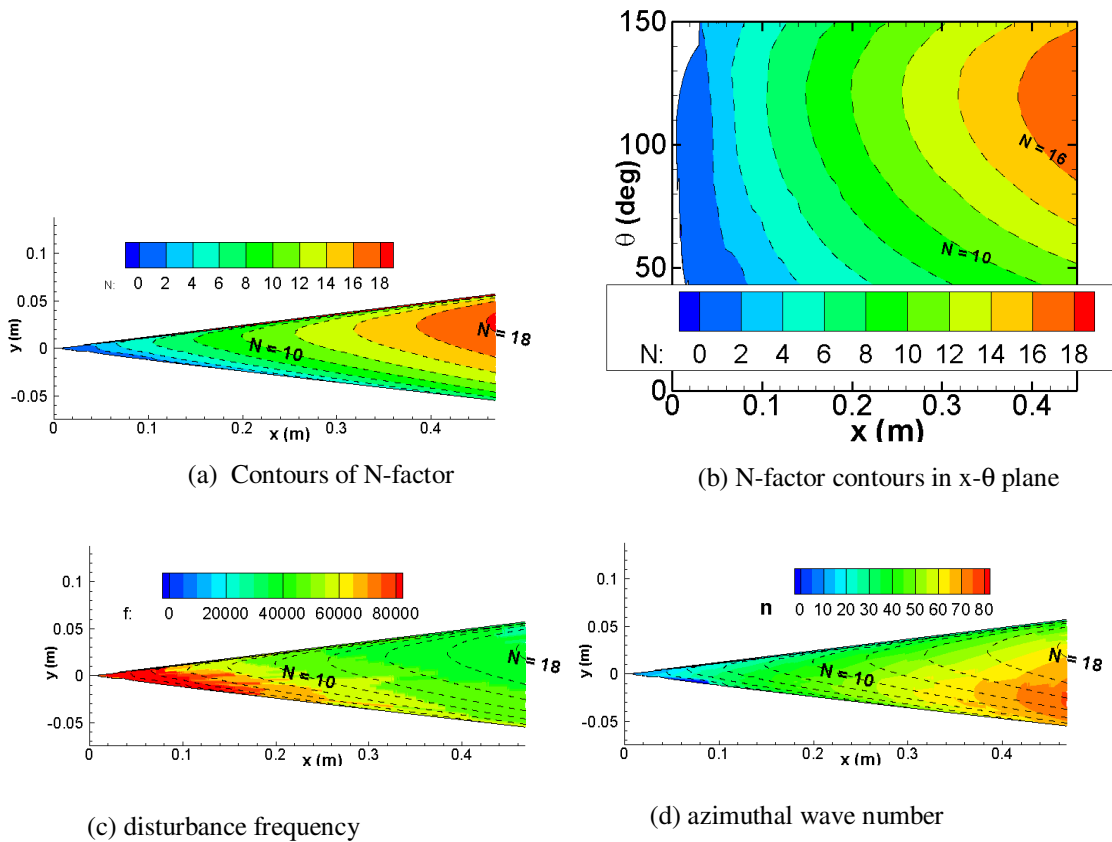 0.1
0.05
0
-0.05
y (m)
N:
0 2 4 6 8 10 12 14 16 18
N = 10
N = 18
0 0.1 0.2 0.3 0.4
x (m)
(a) Contours of N-factor
150
100
50
0
θ (deg)
N = 16
N = 10
N: 0 2 4 6 8 10 12 14 16 18
0 0.1 0.2 0.3 0.4
x (m)
(b) N-factor contours in x-θ plane
0.1
0.05
0
-0.05
y (m)
f: 0 20000 40000 60000 80000
N = 10
N = 18
0 0.1 0.2 0.3 0.4
x (m)
(c) disturbance frequency
0.1
0.05
0
-0.05
y (m)
n 0 10 20 30 40 50 60 70 80
N = 10
N = 18
0 0.1 0.2 0.3 0.4
x (m)
(d) azimuthal wave number